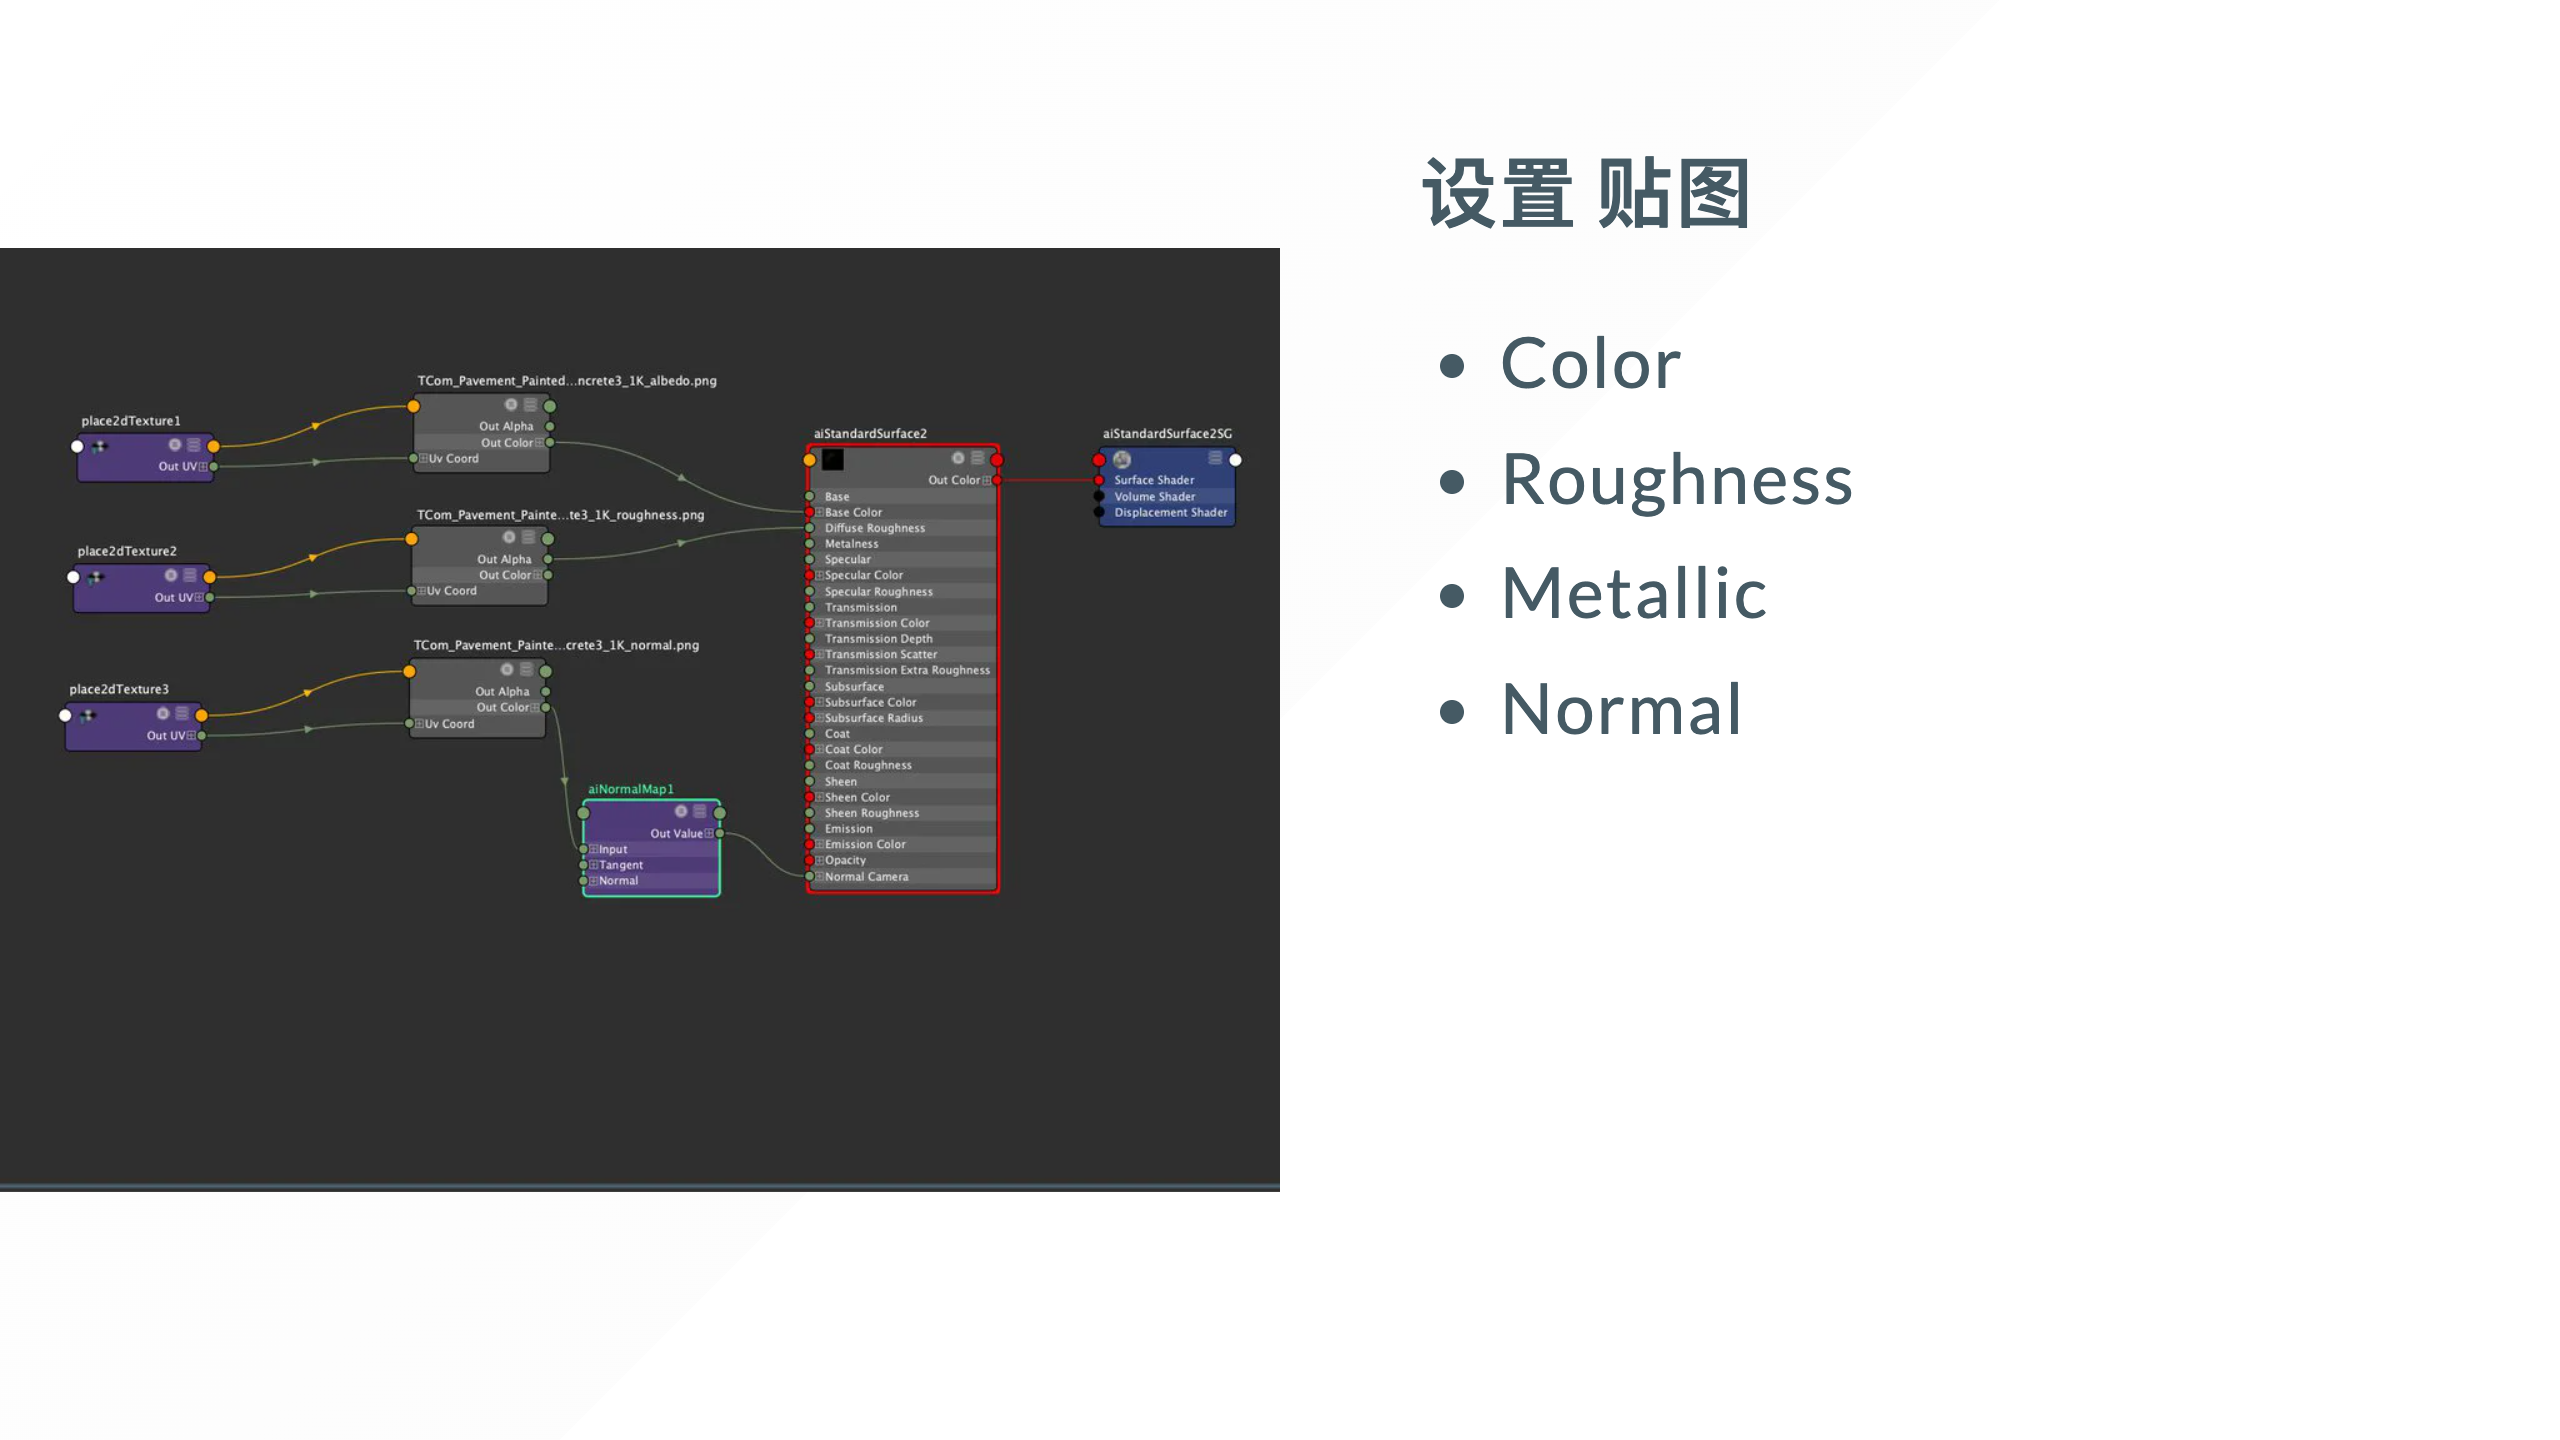 设置 贴图
Color
Roughness
Metallic
Normal
TCom_Pavement_Painted...ncrete3_1K_albedo.png
place2dTexture1
Out UV
Out Alpha
Out Color
Uv Coord
TCom_Pavement_Painte...te3_1K_roughness.png
place2dTexture2
Out UV
Out Alpha
Out Color
Uv Coord
TCom_Pavement_Painte...crete3_1K_normal.png
place2dTexture3
Out UV
Out Alpha
Out Color
Uv Coord
aiNormalMap1
Out Value
Input
Tangent
Normal
aiStandardSurface2
Out Color
Base
Base Color
Diffuse Roughness
Metalness
Specular
Specular Color
Specular Roughness
Transmission
Transmission Color
Transmission Depth
Transmission Scatter
Transmission Extra Roughness
Subsurface
Subsurface Color
Subsurface Radius
Coat
Coat Color
Coat Roughness
Sheen
Sheen Color
Sheen Roughness
Emission
Emission Color
Opacity
Normal Camera
aiStandardSurface2SG
Surface Shader
Volume Shader
Displacement Shader